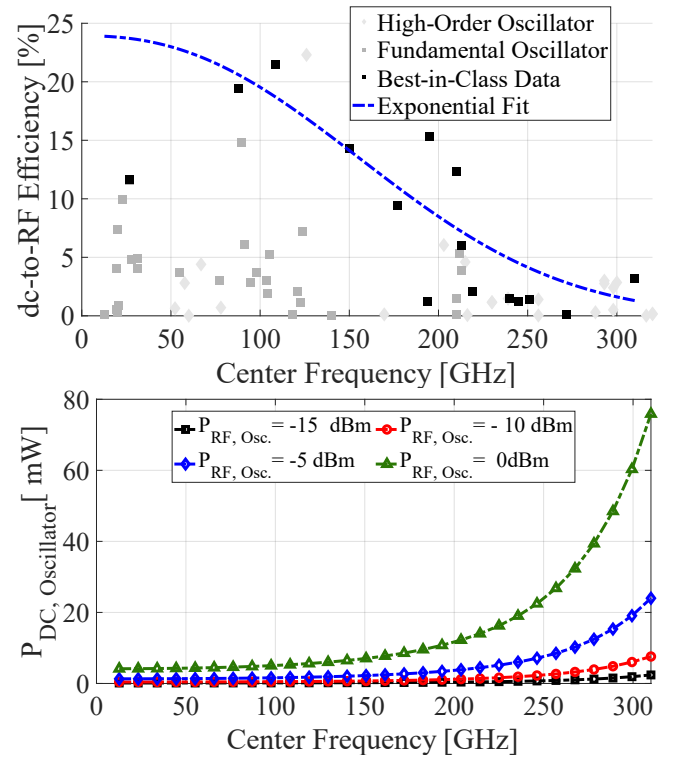 25
20
15
10
5
0
dc-to-RF Efficiency [%]
High-Order Oscillator
Fundamental Oscillator
Best-in-Class Data
Exponential Fit
0 50 100 150 200 250 300
Center Frequency [GHz]
80
60
40
20
0
P_DC, Oscillator[ mW]
P_RF, Osc.= -15 dBm P_RF, Osc.= - 10 dBm
P_RF, Osc.= -5 dBm P_RF, Osc.= 0dBm
0 50 100 150 200 250 300
Center Frequency [GHz]